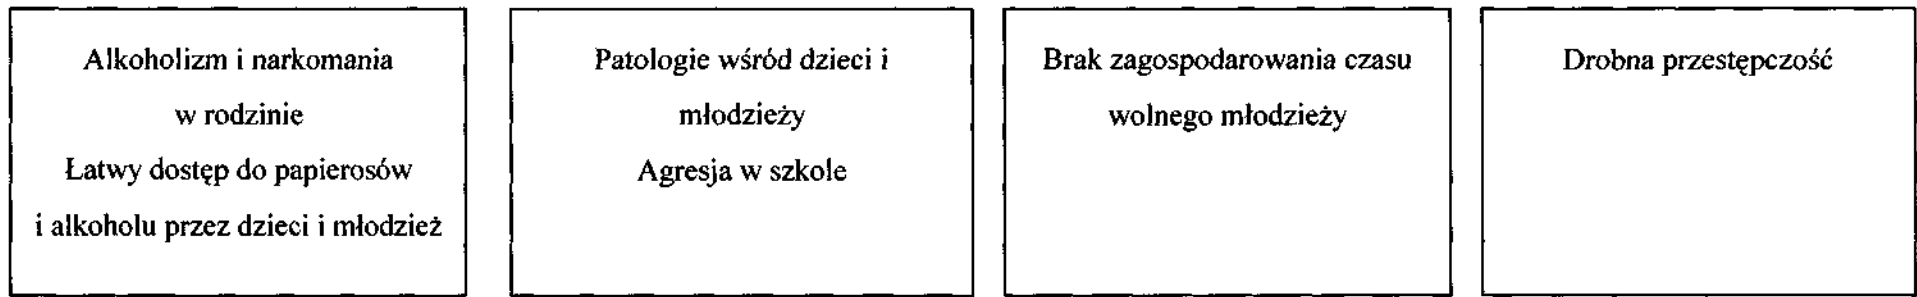 Alkoholizm i narkomania
w rodzinie
Łatwy dostęp do papierosów
i alkoholu przez dzieci i młodzież
Patologie wśród dzieci i
młodzieży
Agresja w szkole
Brak zagospodarowania czasu
wolnego młodzieży
Drobna przestępczość